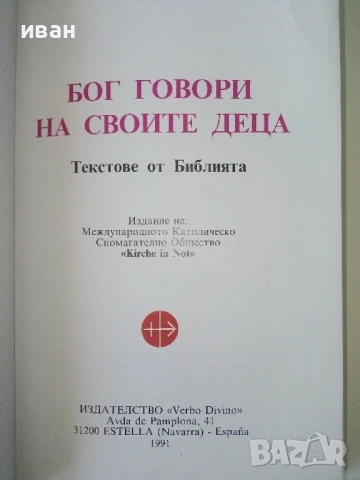 иван
БОГ ГОВОРИ
НА СВОИТЕ ДЕЦА
Текстове от Библията
Издание на:
Международното Католическо
Спомагателно Общество
«Kirche in Not»
ИЗДАТЕЛСТВО «Verbo Divino»
Avda de Pamplona, 41
31200 ESTELLA (Navarra) - España
1991
BAZAR